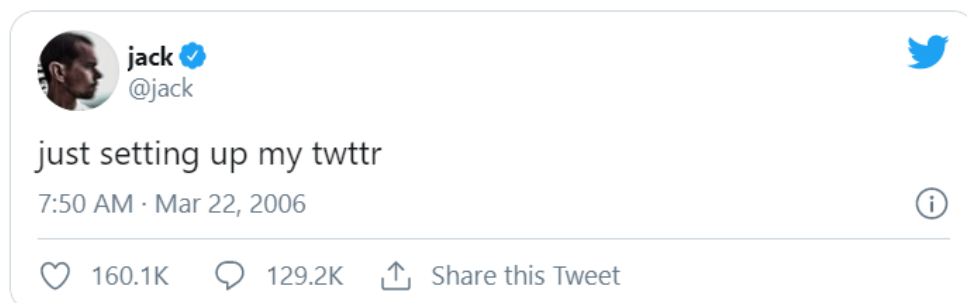 jack
@jack
just setting up my twttr
7:50 AM · Mar 22, 2006
160.1K 129.2K Share this Tweet